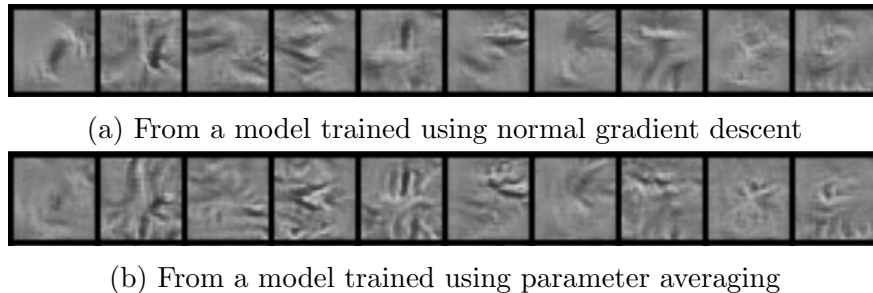 (a) From a model trained using normal gradient descent
(b) From a model trained using parameter averaging